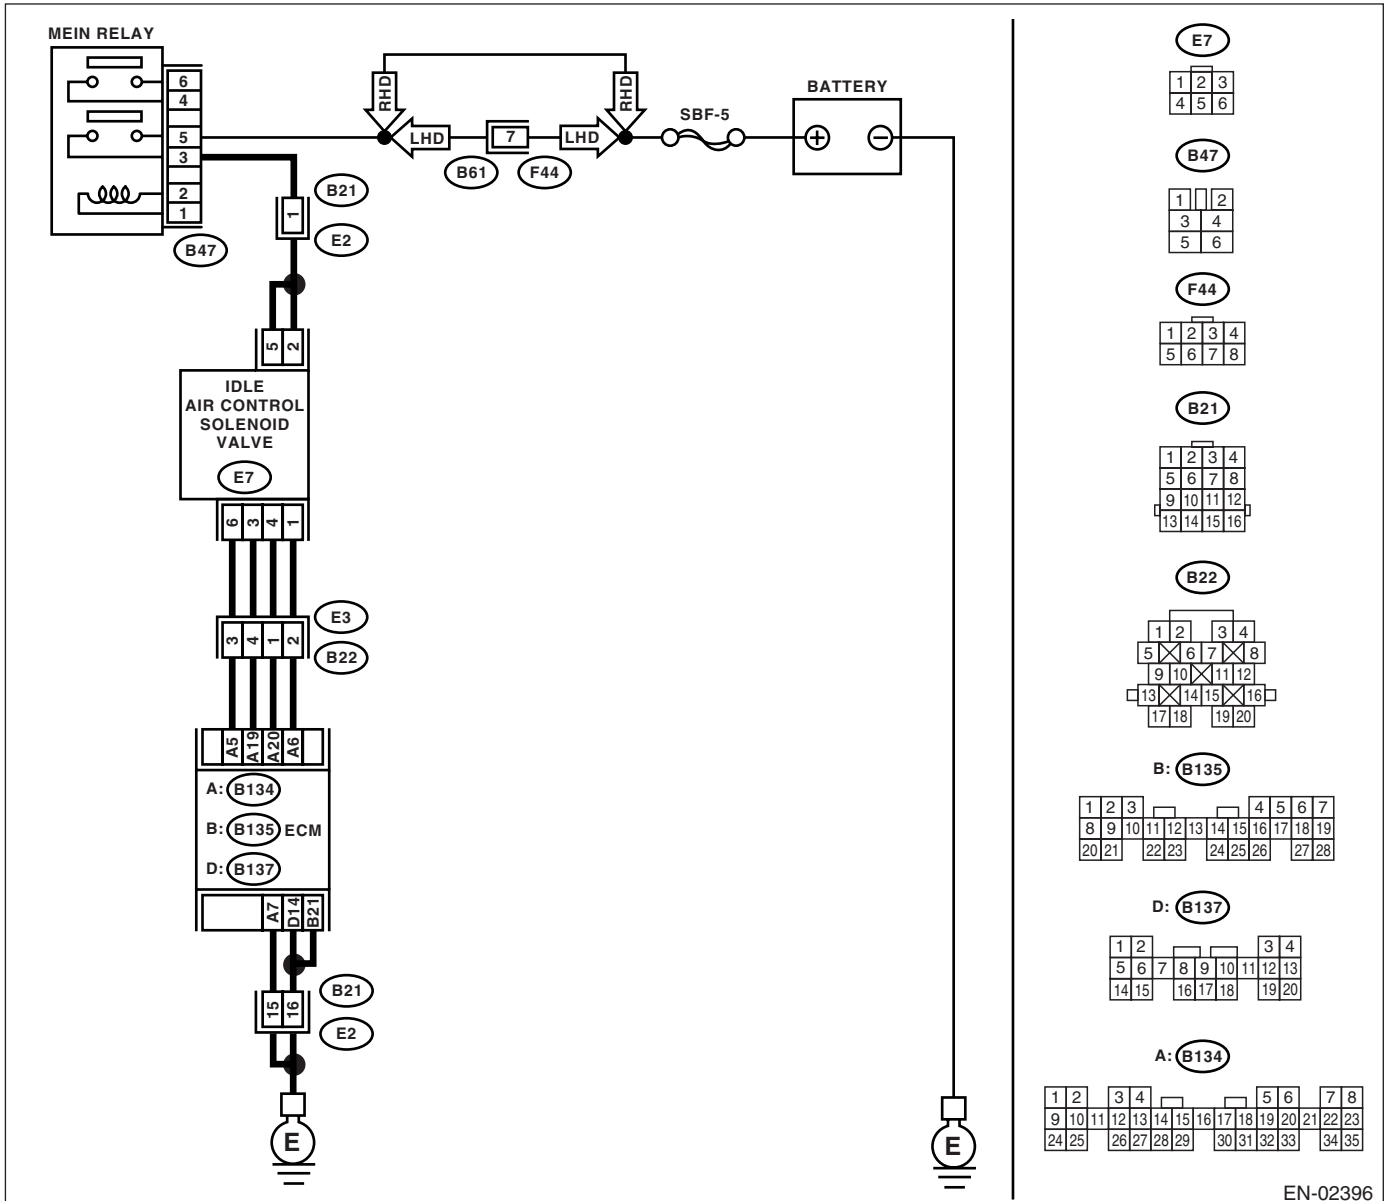 MEIN RELAY
6
4
5
3
2
1
B47
RHD
RHD
LHD
7
LHD
B61
F44
SBF-5
BATTERY
+
−
B21
1
E2
5 2
IDLE
AIR CONTROL
SOLENOID
VALVE
E7
6 3 4 1
E3
3 4 1 2
B22
A5 A19 A20 A6
A: B134
B: B135 ECM
D: B137
A7 D14 B21
B21
15 16
E2
E
E
E7
1 2 3
4 5 6
B47
1 2
3 4
5 6
F44
1 2 3 4
5 6 7 8
B21
1 2 3 4
5 6 7 8
9 10 11 12
13 14 15 16
B22
1 2 3 4
5 6 7 8
9 10 11 12
13 14 15 16
17 18 19 20
B: B135
1 2 3 4 5 6 7
8 9 10 11 12 13 14 15 16 17 18 19
20 21 22 23 24 25 26 27 28
D: B137
1 2 3 4
5 6 7 8 9 10 11 12 13
14 15 16 17 18 19 20
A: B134
1 2 3 4 5 6 7 8
9 10 11 12 13 14 15 16 17 18 19 20 21 22 23
24 25 26 27 28 29 30 31 32 33 34 35
EN-02396